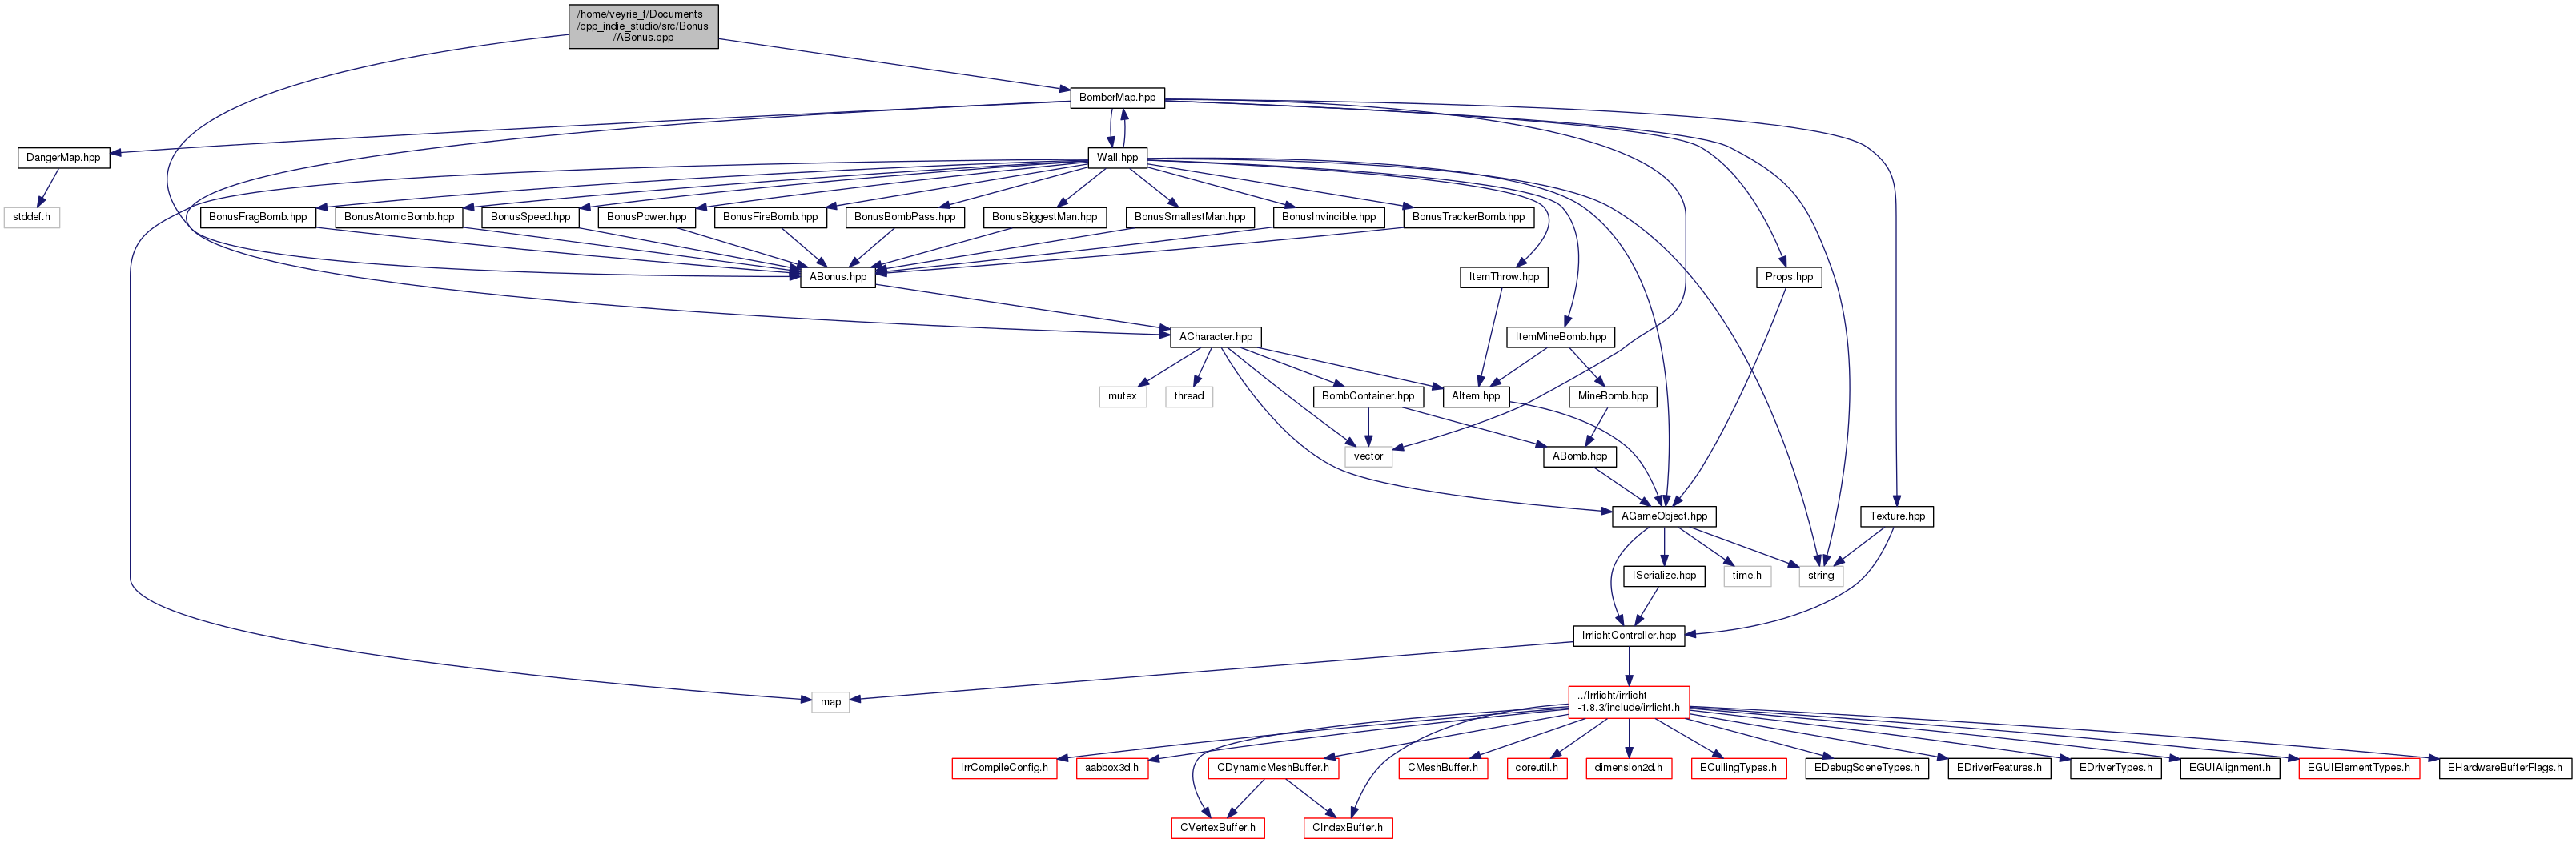 /home/veyrie_f/Documents
/cpp_indie_studio/src/Bonus
/ABonus.cpp
BomberMap.hpp
DangerMap.hpp
Wall.hpp
stddef.h
BonusFragBomb.hpp
BonusAtomicBomb.hpp
BonusSpeed.hpp
BonusPower.hpp
BonusFireBomb.hpp
BonusBombPass.hpp
BonusBiggestMan.hpp
BonusSmallestMan.hpp
BonusInvincible.hpp
BonusTrackerBomb.hpp
ABonus.hpp
ItemThrow.hpp
Props.hpp
ACharacter.hpp
ItemMineBomb.hpp
mutex
thread
BombContainer.hpp
AItem.hpp
MineBomb.hpp
vector
ABomb.hpp
AGameObject.hpp
Texture.hpp
ISerialize.hpp
time.h
string
IrrlichtController.hpp
map
../Irrlicht/irrlicht
-1.8.3/include/irrlicht.h
IrrCompileConfig.h
aabbox3d.h
CDynamicMeshBuffer.h
CMeshBuffer.h
coreutil.h
dimension2d.h
ECullingTypes.h
EDebugSceneTypes.h
EDriverFeatures.h
EDriverTypes.h
EGUIAlignment.h
EGUIElementTypes.h
EHardwareBufferFlags.h
CVertexBuffer.h
CIndexBuffer.h